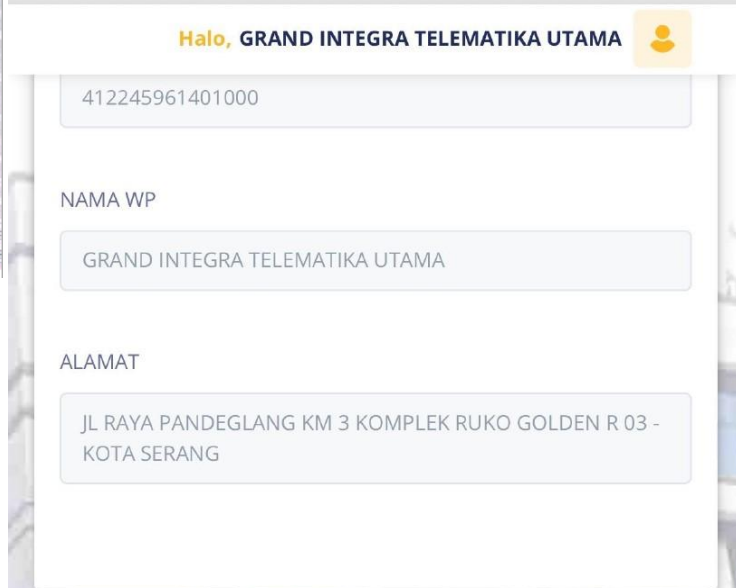 Halo, GRAND INTEGRA TELEMATIKA UTAMA
412245961401000
NAMA WP
GRAND INTEGRA TELEMATIKA UTAMA
ALAMAT
JL RAYA PANDEGLANG KM 3 KOMPLEK RUKO GOLDEN R 03 -
KOTA SERANG